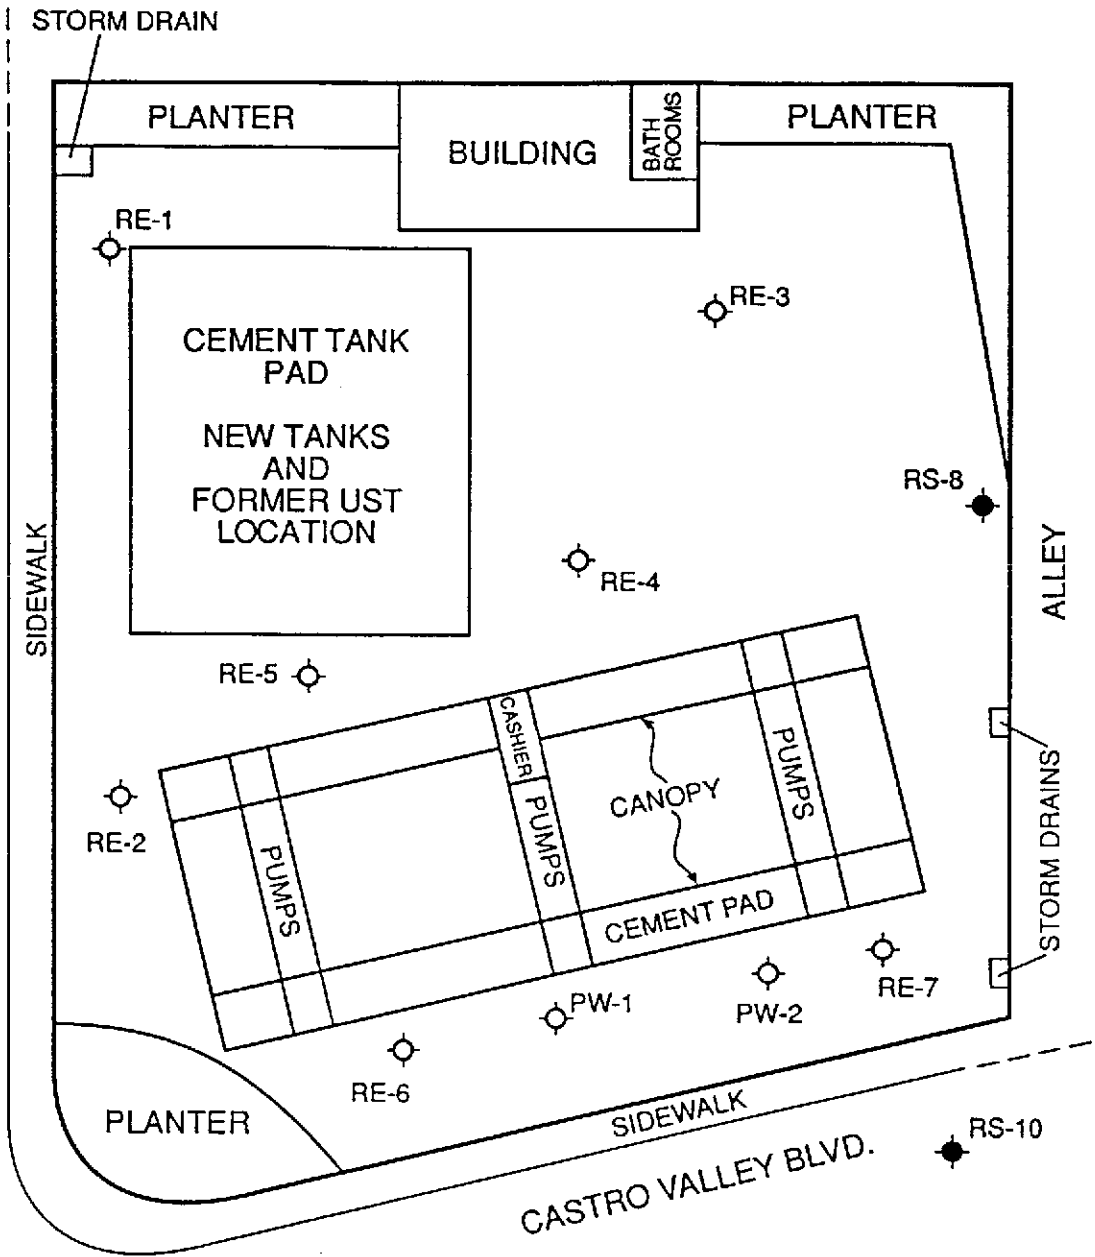 STORM DRAIN
PLANTER
BUILDING
BATH
ROOMS
PLANTER
RE-1
RE-3
CEMENT TANK
PAD
NEW TANKS
AND
FORMER UST
LOCATION
RS-8
SIDEWALK
ALLEY
RE-4
RE-5
CASHIER
PUMPS
CANOPY
PUMPS
RE-2
PUMPS
STORM DRAINS
CEMENT PAD
RE-7
PW-1
PW-2
RE-6
PLANTER
SIDEWALK
RS-10
CASTRO VALLEY BLVD.